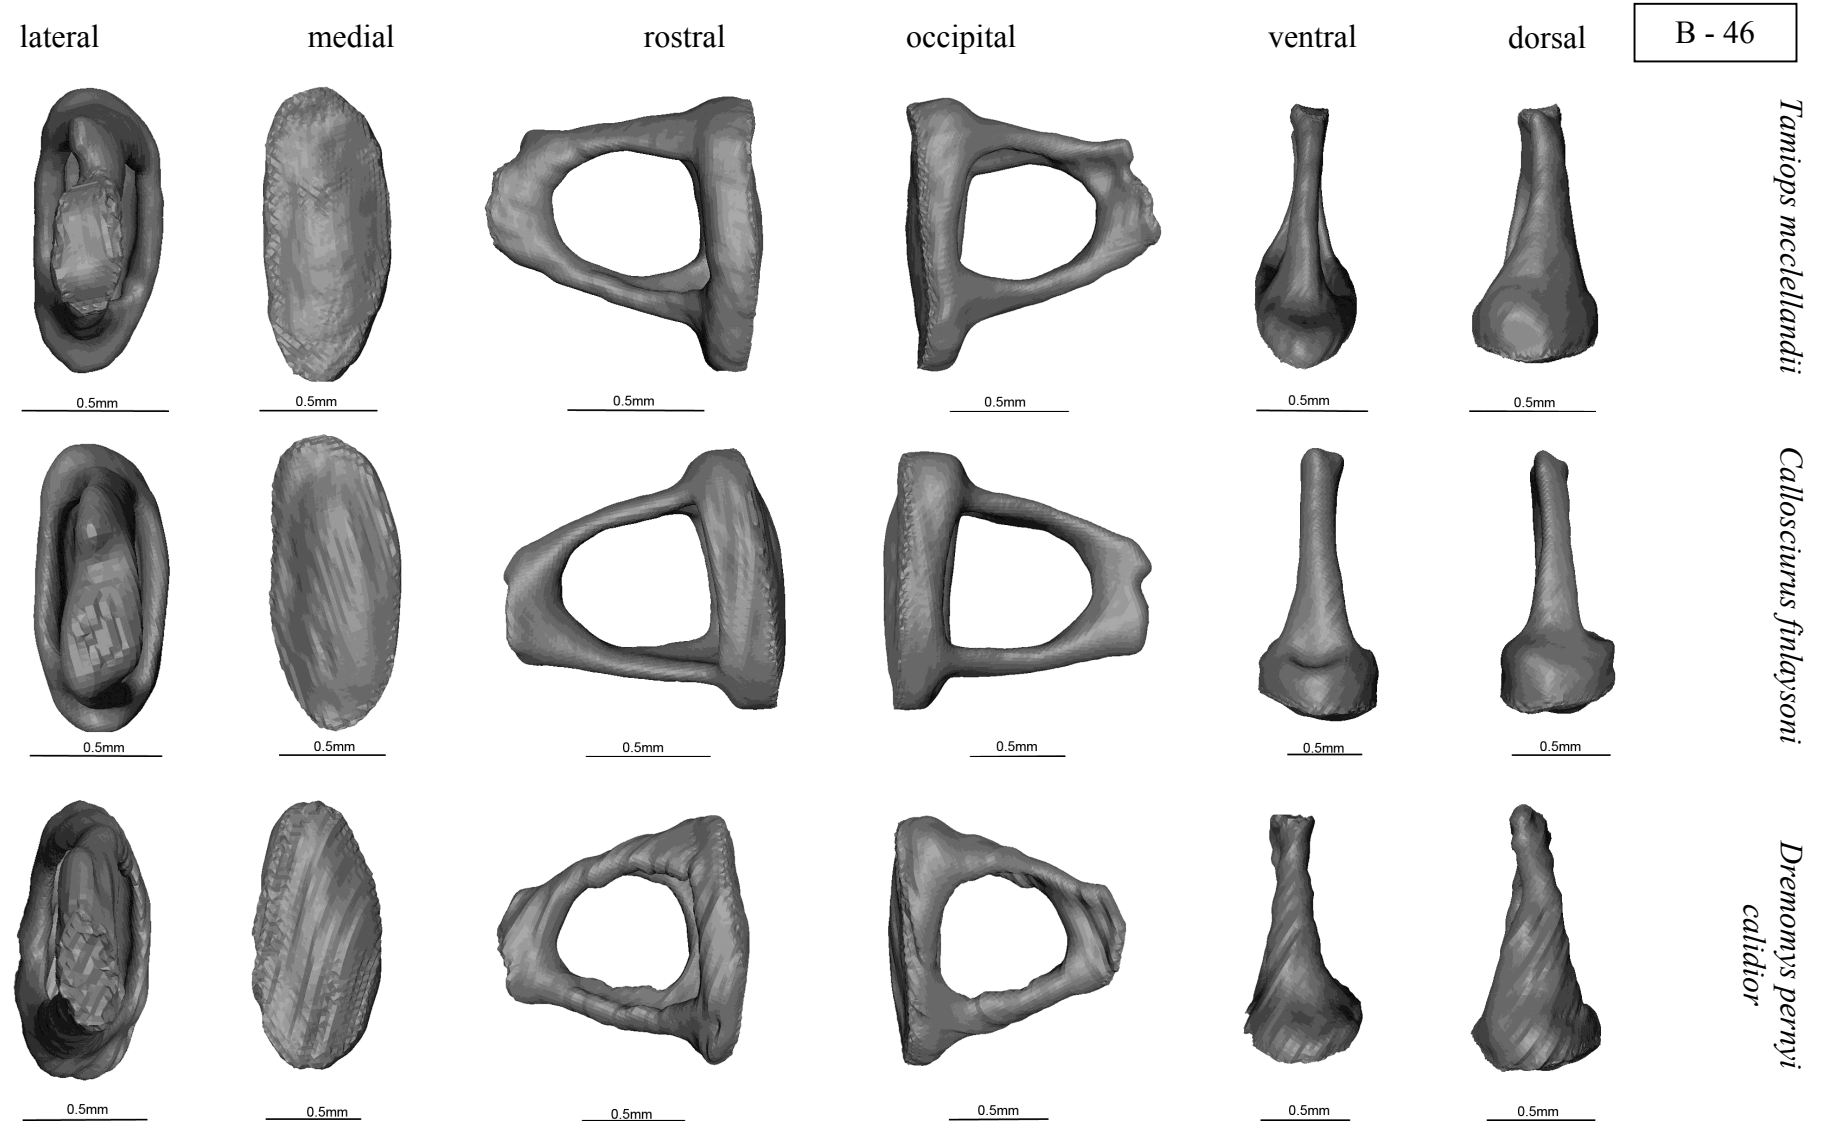 lateral medial rostral occipital ventral dorsal B - 46
Tamiops mcclellandii
0.5mm 0.5mm 0.5mm 0.5mm 0.5mm 0.5mm
Callosciurus finlaysoni
0.5mm 0.5mm 0.5mm 0.5mm 0.5mm 0.5mm
Dremomys pernyi
calidior
0.5mm 0.5mm 0.5mm 0.5mm 0.5mm 0.5mm